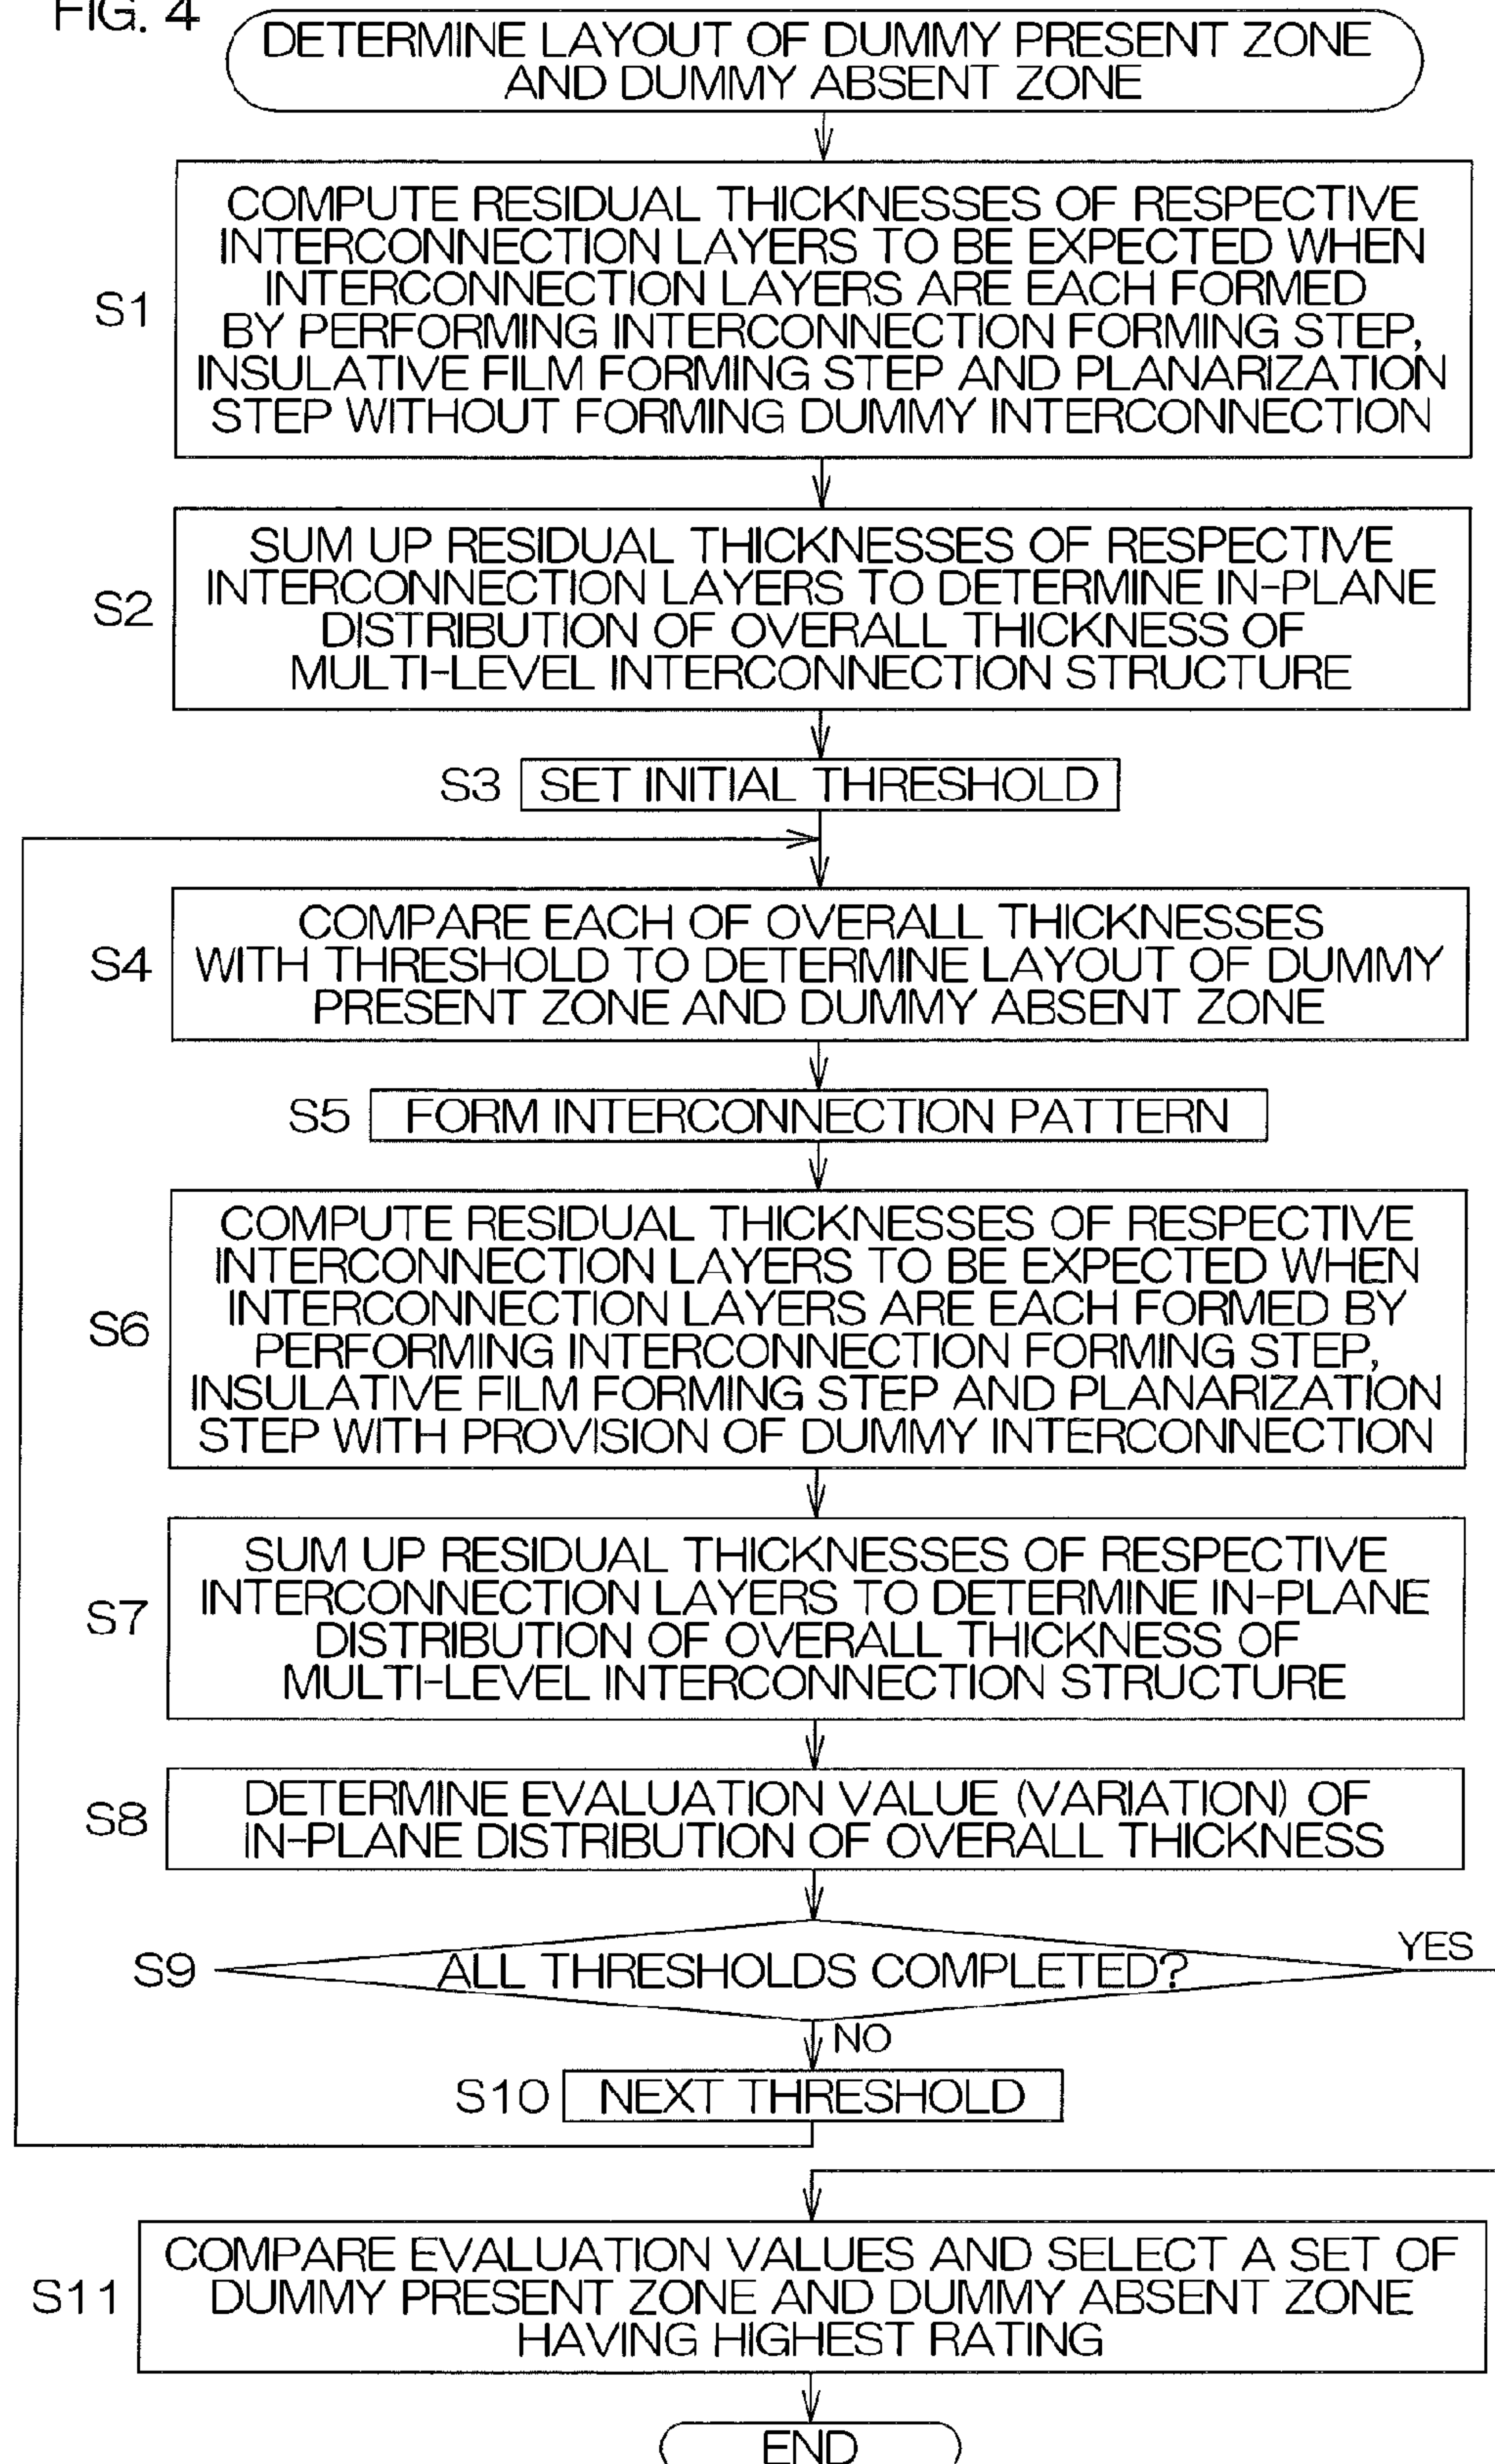 FIG. 4
DETERMINE LAYOUT OF DUMMY PRESENT ZONE
AND DUMMY ABSENT ZONE
S1
COMPUTE RESIDUAL THICKNESSES OF RESPECTIVE
INTERCONNECTION LAYERS TO BE EXPECTED WHEN
INTERCONNECTION LAYERS ARE EACH FORMED
BY PERFORMING INTERCONNECTION FORMING STEP,
INSULATIVE FILM FORMING STEP AND PLANARIZATION
STEP WITHOUT FORMING DUMMY INTERCONNECTION
S2
SUM UP RESIDUAL THICKNESSES OF RESPECTIVE
INTERCONNECTION LAYERS TO DETERMINE IN-PLANE
DISTRIBUTION OF OVERALL THICKNESS OF
MULTI-LEVEL INTERCONNECTION STRUCTURE
S3 SET INITIAL THRESHOLD
S4
COMPARE EACH OF OVERALL THICKNESSES
WITH THRESHOLD TO DETERMINE LAYOUT OF DUMMY
PRESENT ZONE AND DUMMY ABSENT ZONE
S5 FORM INTERCONNECTION PATTERN
S6
COMPUTE RESIDUAL THICKNESSES OF RESPECTIVE
INTERCONNECTION LAYERS TO BE EXPECTED WHEN
INTERCONNECTION LAYERS ARE EACH FORMED BY
PERFORMING INTERCONNECTION FORMING STEP,
INSULATIVE FILM FORMING STEP AND PLANARIZATION
STEP WITH PROVISION OF DUMMY INTERCONNECTION
S7
SUM UP RESIDUAL THICKNESSES OF RESPECTIVE
INTERCONNECTION LAYERS TO DETERMINE IN-PLANE
DISTRIBUTION OF OVERALL THICKNESS OF
MULTI-LEVEL INTERCONNECTION STRUCTURE
S8
DETERMINE EVALUATION VALUE (VARIATION) OF
IN-PLANE DISTRIBUTION OF OVERALL THICKNESS
S9 ALL THRESHOLDS COMPLETED?
YES
NO
S10 NEXT THRESHOLD
S11
COMPARE EVALUATION VALUES AND SELECT A SET OF
DUMMY PRESENT ZONE AND DUMMY ABSENT ZONE
HAVING HIGHEST RATING
END